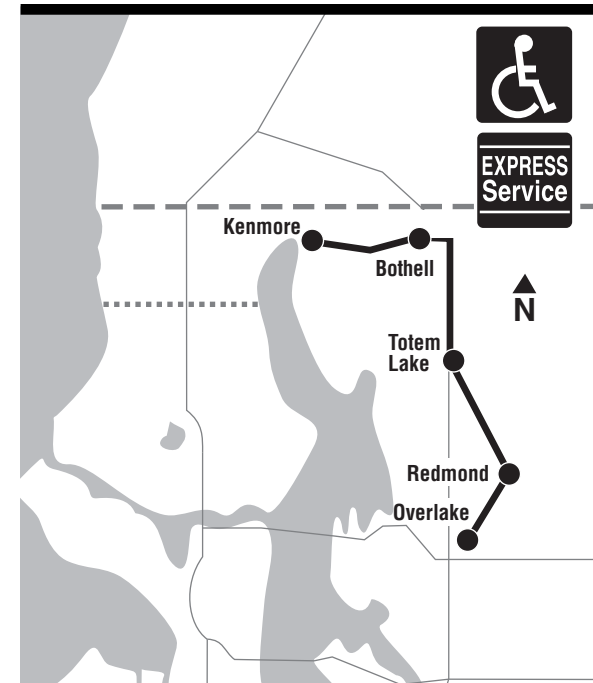 EXPRESS
Service
Kenmore
Bothell
N
Totem
Lake
Redmond
Overlake